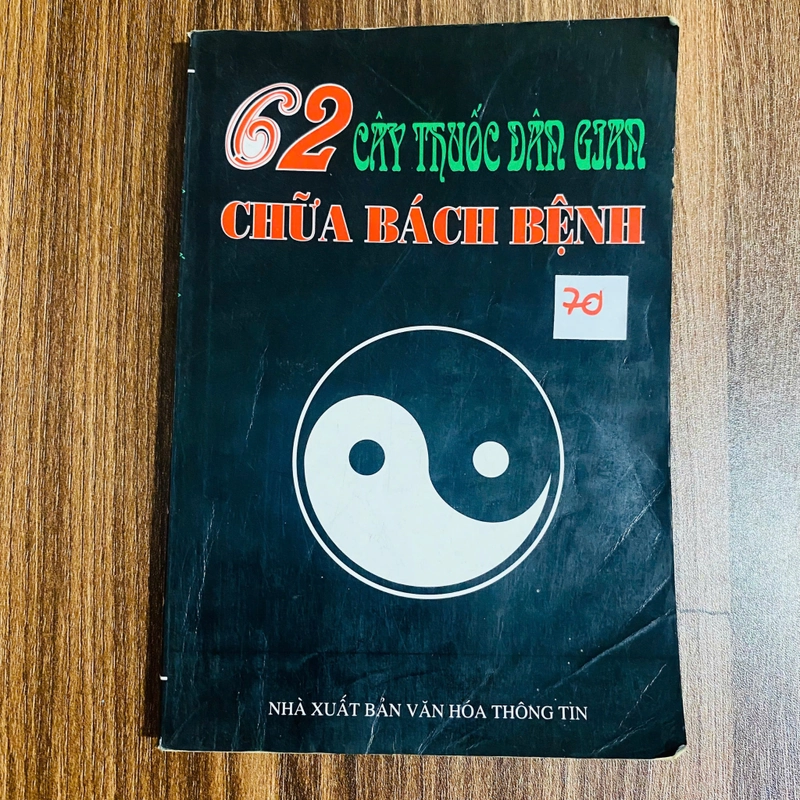 62 CÂY THUỐC DÂN GIAN
CHỮA BÁCH BỆNH
70
NHÀ XUẤT BẢN VĂN HÓA THÔNG TIN